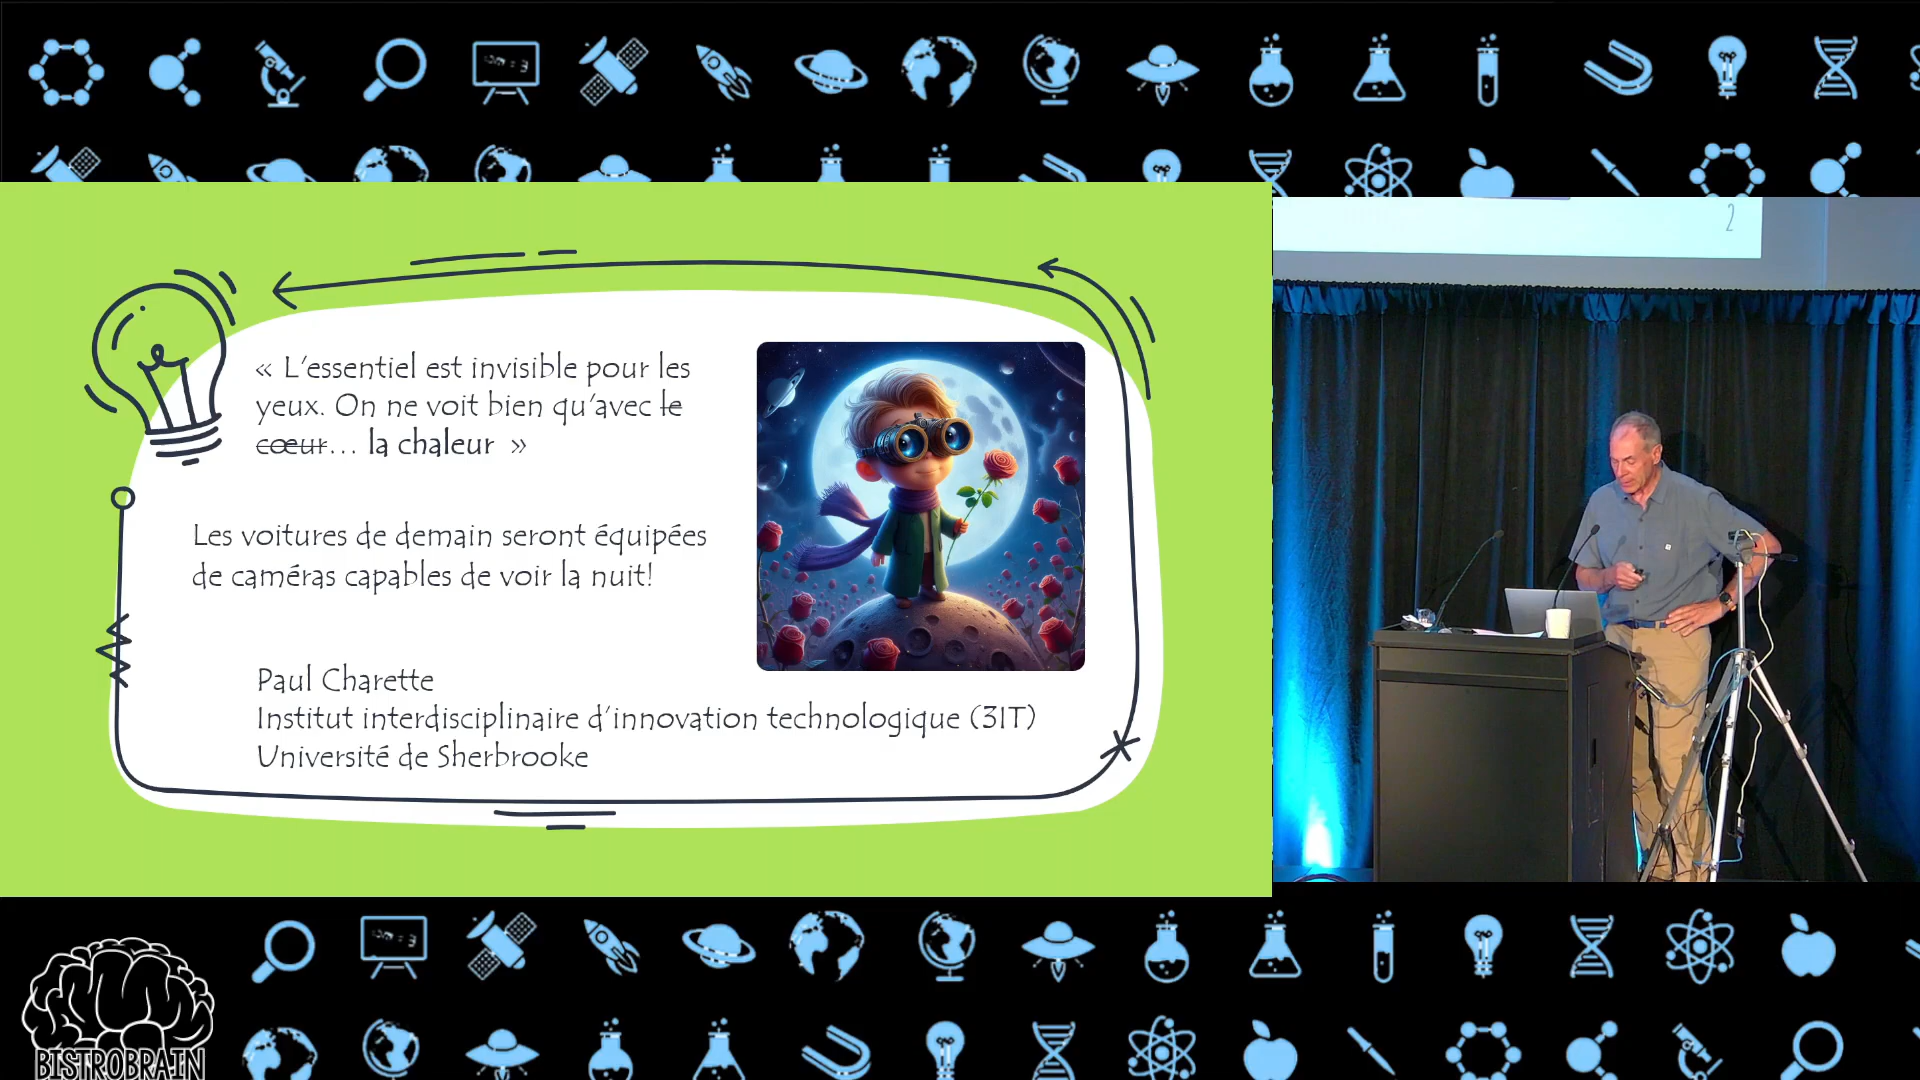 « L'essentiel est invisible pour les
yeux. On ne voit bien qu'avec le
cœur... la chaleur »
Les voitures de demain seront équipées
de caméras capables de voir la nuit!
Paul Charette
Institut interdisciplinaire d'innovation technologique (3IT)
Université de Sherbrooke
2
BISTROBRAIN